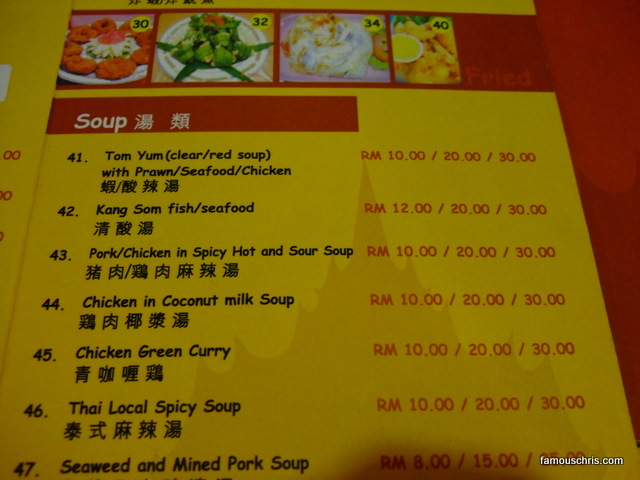 30
32
34
40
Fried
Soup 湯 類
41. Tom Yum (clear/red soup) RM 10.00 / 20.00 / 30.00
with Prawn/Seafood/Chicken
蝦/酸 辣 湯
42. Kang Som fish/seafood RM 12.00 / 20.00 / 30.00
清 酸 湯
43. Pork/Chicken in Spicy Hot and Sour Soup RM 10.00 / 20.00 / 30.00
猪 肉/鶏 肉 麻 辣 湯
44. Chicken in Coconut milk Soup RM 10.00 / 20.00 / 30.00
鶏 肉 椰 漿 湯
45. Chicken Green Curry RM 10.00 / 20.00 / 30.00
青 咖 喱 鶏
46. Thai Local Spicy Soup RM 10.00 / 20.00 / 30.00
泰 式 麻 辣 湯
47. Seaweed and Mined Pork Soup RM 8.00 / 15.00 /
famouschris.com